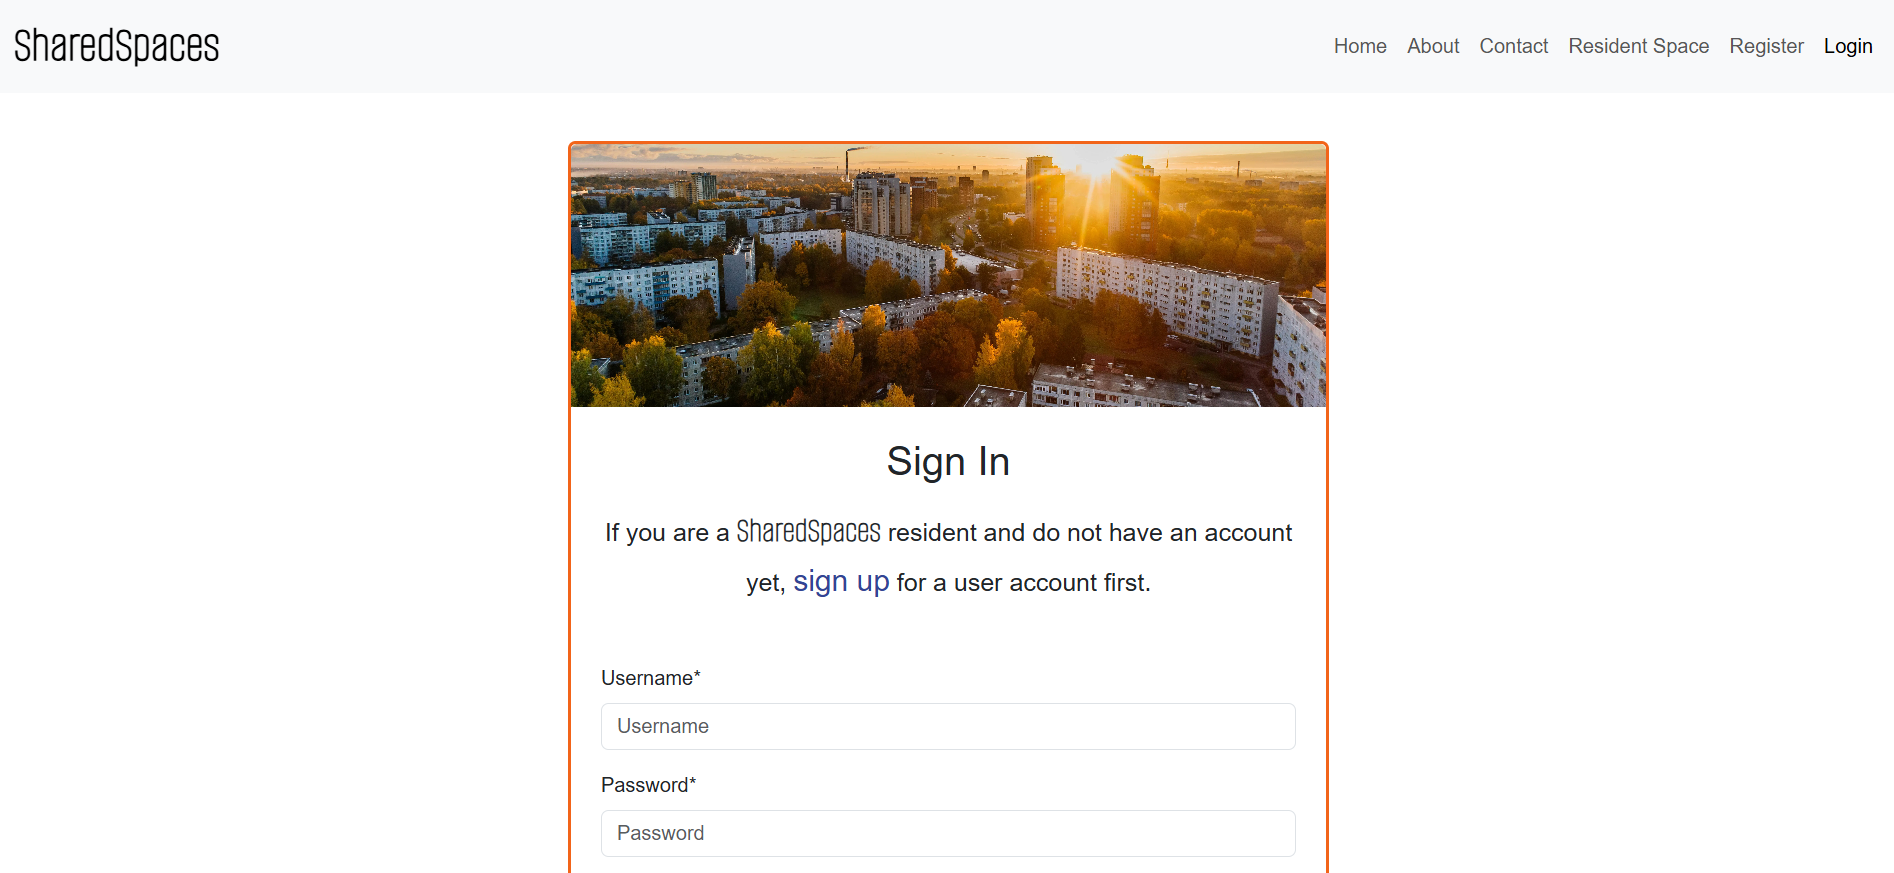 SharedSpaces
Home About Contact Resident Space Register Login
Sign In
If you are a SharedSpaces resident and do not have an account
yet, sign up for a user account first.
Username*
Username
Password*
Password